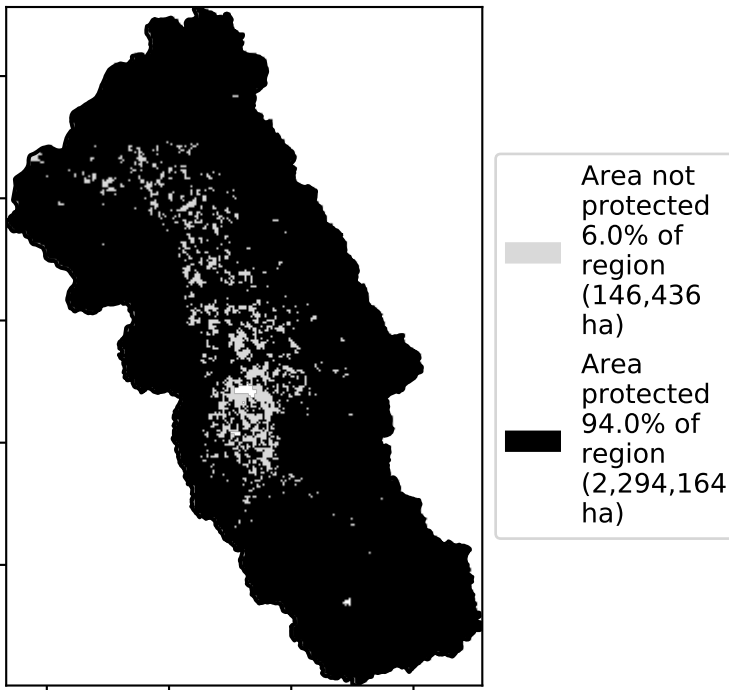 Area not
protected
6.0% of
region
(146,436
ha)
Area
protected
94.0% of
region
(2,294,164
ha)